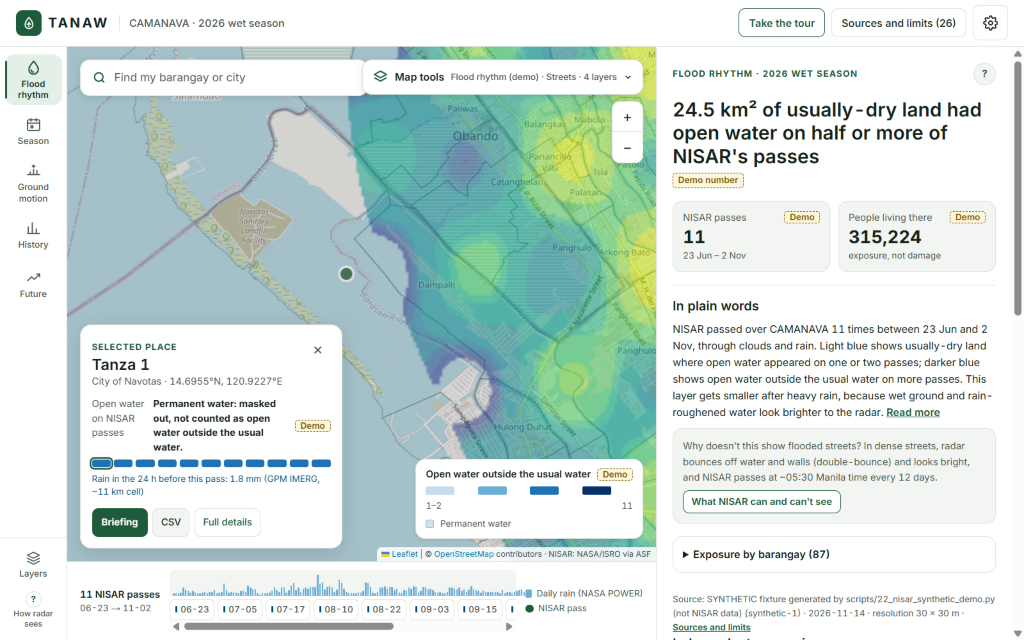 TANAW
CAMANAVA · 2026 wet season
Take the tour
Sources and limits (26)
Flood rhythm
Season
Ground motion
History
Future
Layers
?
How radar sees
Find my barangay or city
Map tools Flood rhythm (demo) · Streets · 4 layers
+
−
Salambao
Paliwas
Obando
Balangkas
Mabolo
Pariancillo Villa
Isla
Catanghalan
Palasan
Panghulo
Arkong Bato
Dampalit
Panghulo
Hulong Duhat
Navotas Sanitary Landfill Facility
Batasan River
SELECTED PLACE
Tanza 1
City of Navotas · 14.6955°N, 120.9227°E
Open water on NISAR passes
Permanent water: masked out, not counted as open water outside the usual water.
Demo
Rain in the 24 h before this pass: 1.8 mm (GPM IMERG, ~11 km cell)
Briefing
CSV
Full details
Open water outside the usual water Demo
1–2
11
Permanent water
Leaflet | © OpenStreetMap contributors · NISAR: NASA/ISRO via ASF
11 NISAR passes
06-23 → 11-02
06-23
07-05
07-17
08-10
08-22
09-03
09-15
Daily rain (NASA POWER)
NISAR pass
FLOOD RHYTHM · 2026 WET SEASON
?
24.5 km² of usually-dry land had
open water on half or more of
NISAR's passes
Demo number
NISAR passes
Demo
11
23 Jun – 2 Nov
People living there
Demo
315,224
exposure, not damage
In plain words
NISAR passed over CAMANAVA 11 times between 23 Jun and 2
Nov, through clouds and rain. Light blue shows usually-dry land
where open water appeared on one or two passes; darker blue
shows open water outside the usual water on more passes. This
layer gets smaller after heavy rain, because wet ground and rain-
roughened water look brighter to the radar. Read more
Why doesn't this show flooded streets? In dense streets, radar
bounces off water and walls (double-bounce) and looks bright,
and NISAR passes at ~05:30 Manila time every 12 days.
What NISAR can and can't see
Exposure by barangay (87)
Source: SYNTHETIC fixture generated by scripts/22_nisar_synthetic_demo.py
(not NISAR data) (synthetic-1) · 2026-11-14 · resolution 30 × 30 m ·
Sources and limits